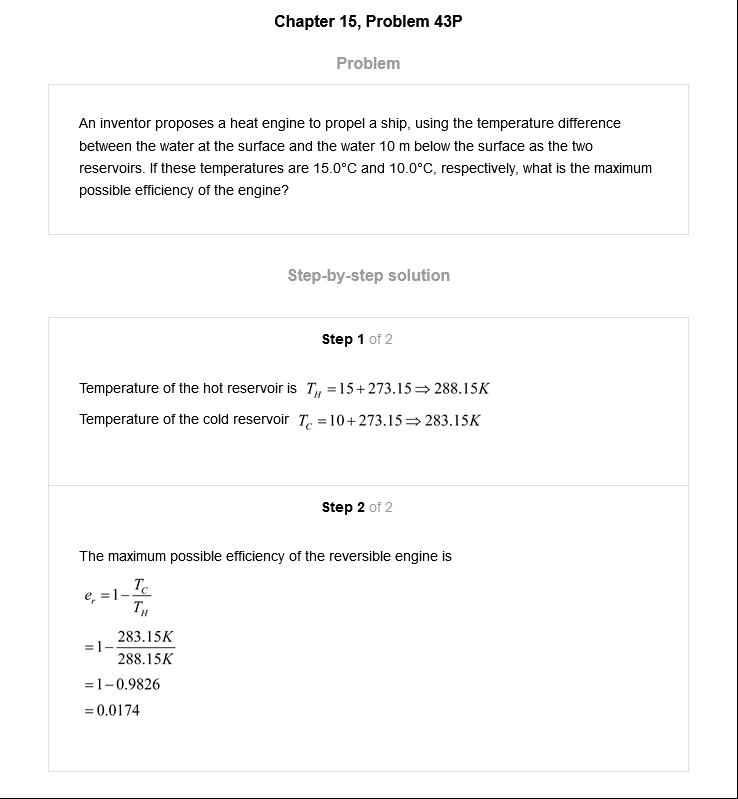 Chapter 15, Problem 43P
Problem
An inventor proposes a heat engine to propel a ship, using the temperature difference
between the water at the surface and the water 10 m below the surface as the two
reservoirs. If these temperatures are 15.0°C and 10.0°C, respectively, what is the maximum
possible efficiency of the engine?
Step-by-step solution
Step 1 of 2
Temperature of the hot reservoir is T_H = 15 + 273.15 ⇒ 288.15K
Temperature of the cold reservoir T_C = 10 + 273.15 ⇒ 283.15K
Step 2 of 2
The maximum possible efficiency of the reversible engine is
e_r = 1 − T_C / T_H
= 1 − 283.15K / 288.15K
= 1 − 0.9826
= 0.0174